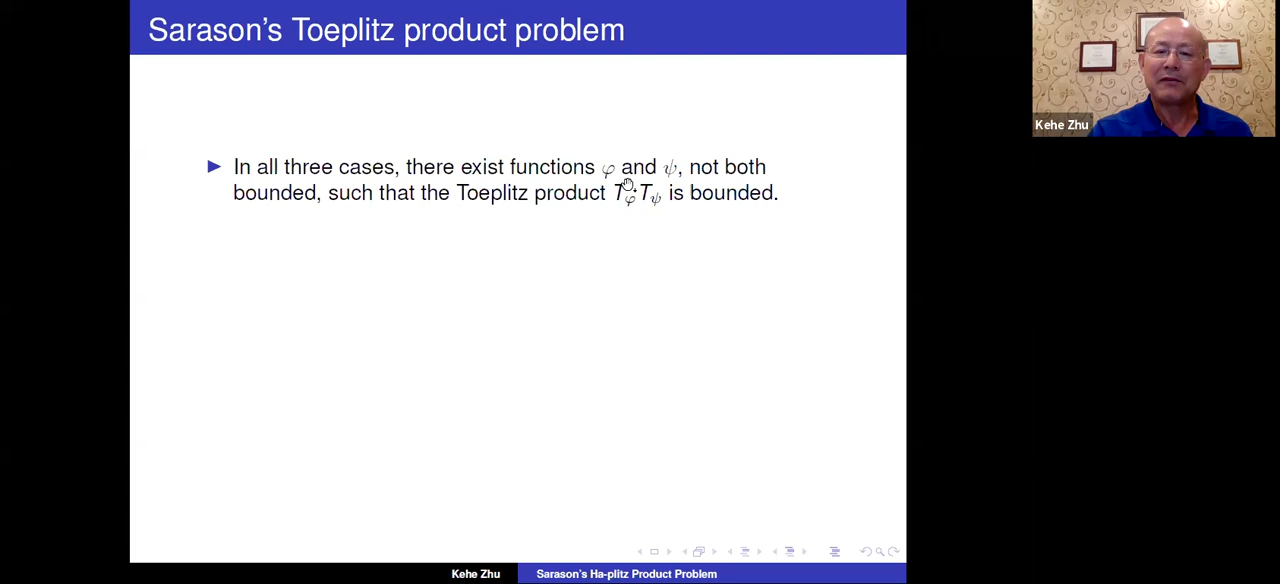 Sarason's Toeplitz product problem
Kehe Zhu
▶ In all three cases, there exist functions φ and ψ, not both
bounded, such that the Toeplitz product TφTψ is bounded.
Kehe Zhu
Sarason's Ha-plitz Product Problem